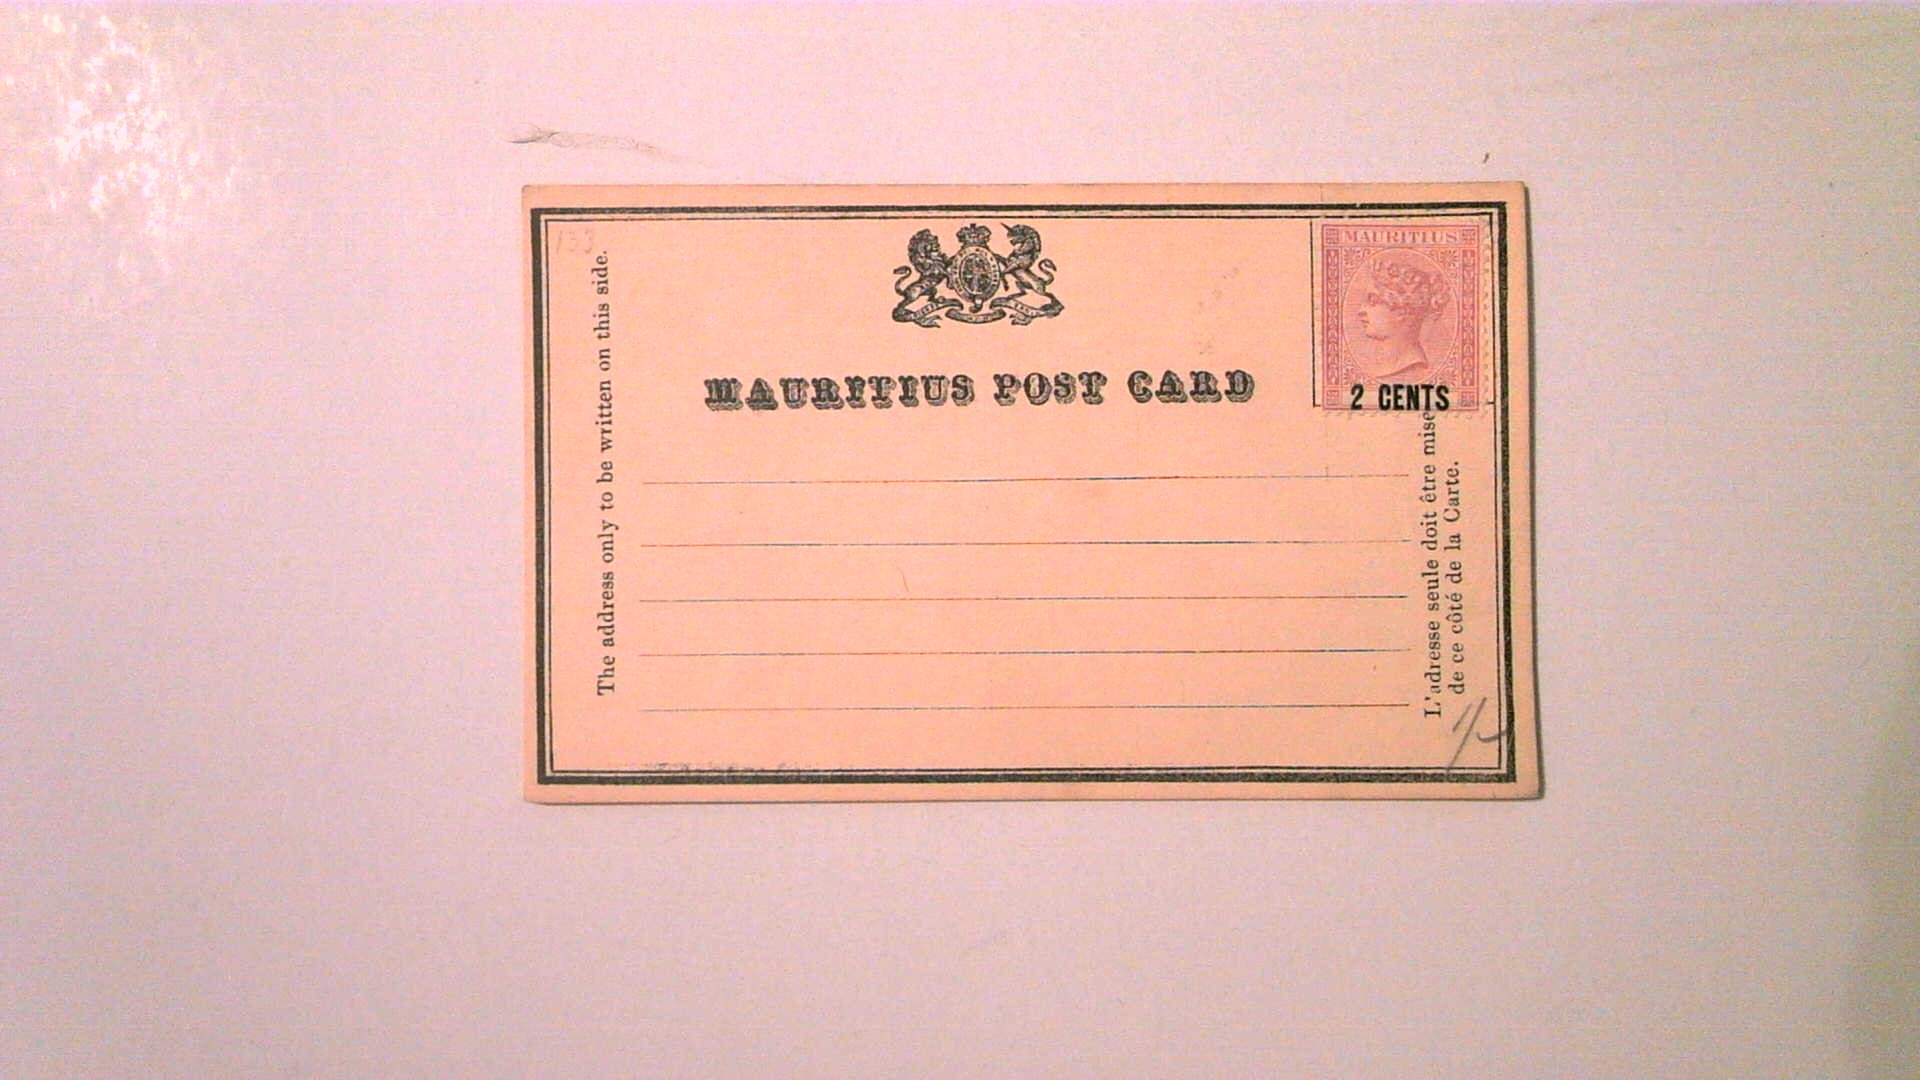 133
MAURITIUS
2 CENTS
MAURITIUS POST CARD
The address only to be written on this side.
L'adresse seule doit être mise
de ce côté de la Carte.